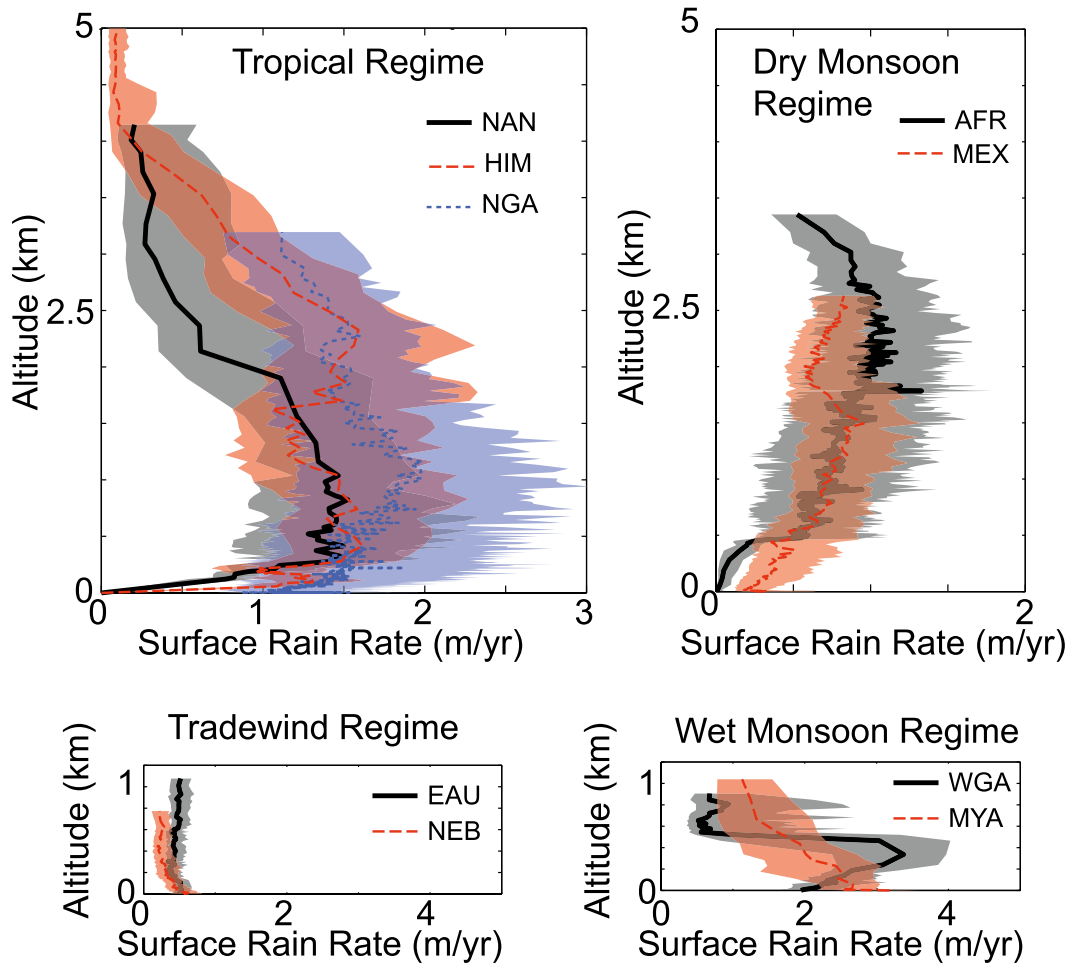 5
Tropical Regime
NAN
HIM
NGA
Altitude (km)
2.5
0
0
1
2
3
Surface Rain Rate (m/yr)
5
Dry Monsoon
Regime
AFR
MEX
Altitude (km)
2.5
0
0
2
Surface Rain Rate (m/yr)
Tradewind Regime
1
EAU
NEB
Altitude (km)
0
0
2
4
Surface Rain Rate (m/yr)
Wet Monsoon Regime
1
WGA
MYA
Altitude (km)
0
0
2
4
Surface Rain Rate (m/yr)